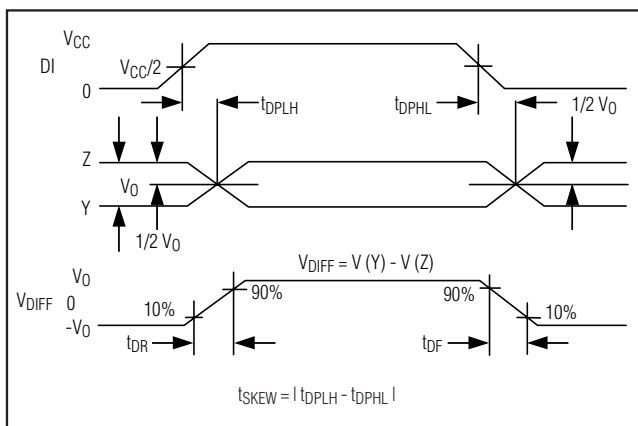 VCC
DI
VCC/2
0
tDPLH
tDPHL
1/2 VO
Z
VO
Y
1/2 VO
VDIFF = V (Y) - V (Z)
VO
VDIFF 0
-VO
10%
90%
90%
10%
tDR
tDF
tSKEW = | tDPLH - tDPHL |